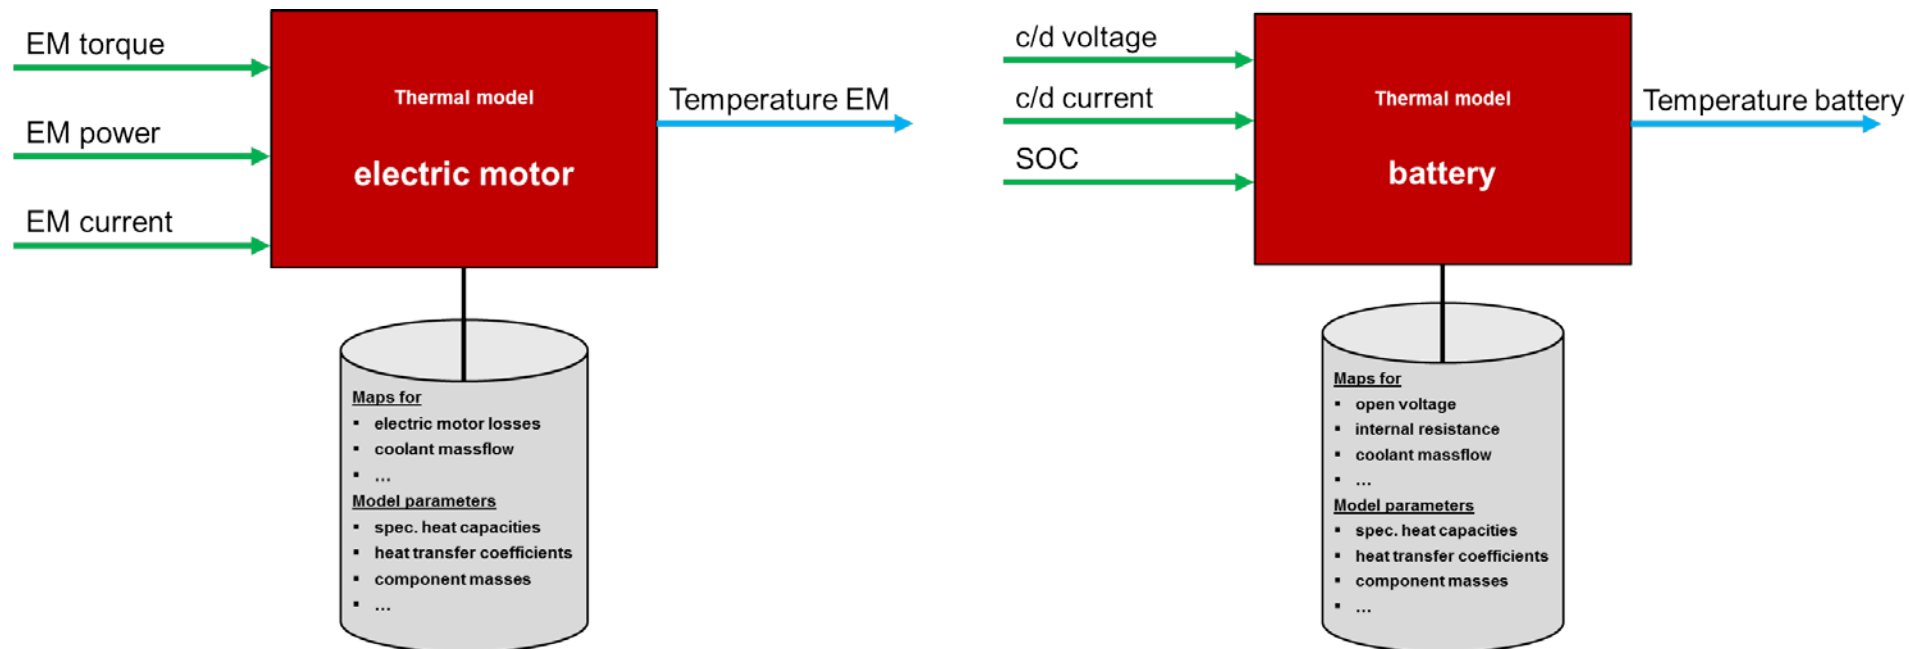 EM torque
EM power
EM current
Thermal model
electric motor
Temperature EM
Maps for
▪ electric motor losses
▪ coolant massflow
▪ ...
Model parameters
▪ spec. heat capacities
▪ heat transfer coefficients
▪ component masses
▪ ...
c/d voltage
c/d current
SOC
Thermal model
battery
Temperature battery
Maps for
▪ open voltage
▪ internal resistance
▪ coolant massflow
▪ ...
Model parameters
▪ spec. heat capacities
▪ heat transfer coefficients
▪ component masses
▪ ...